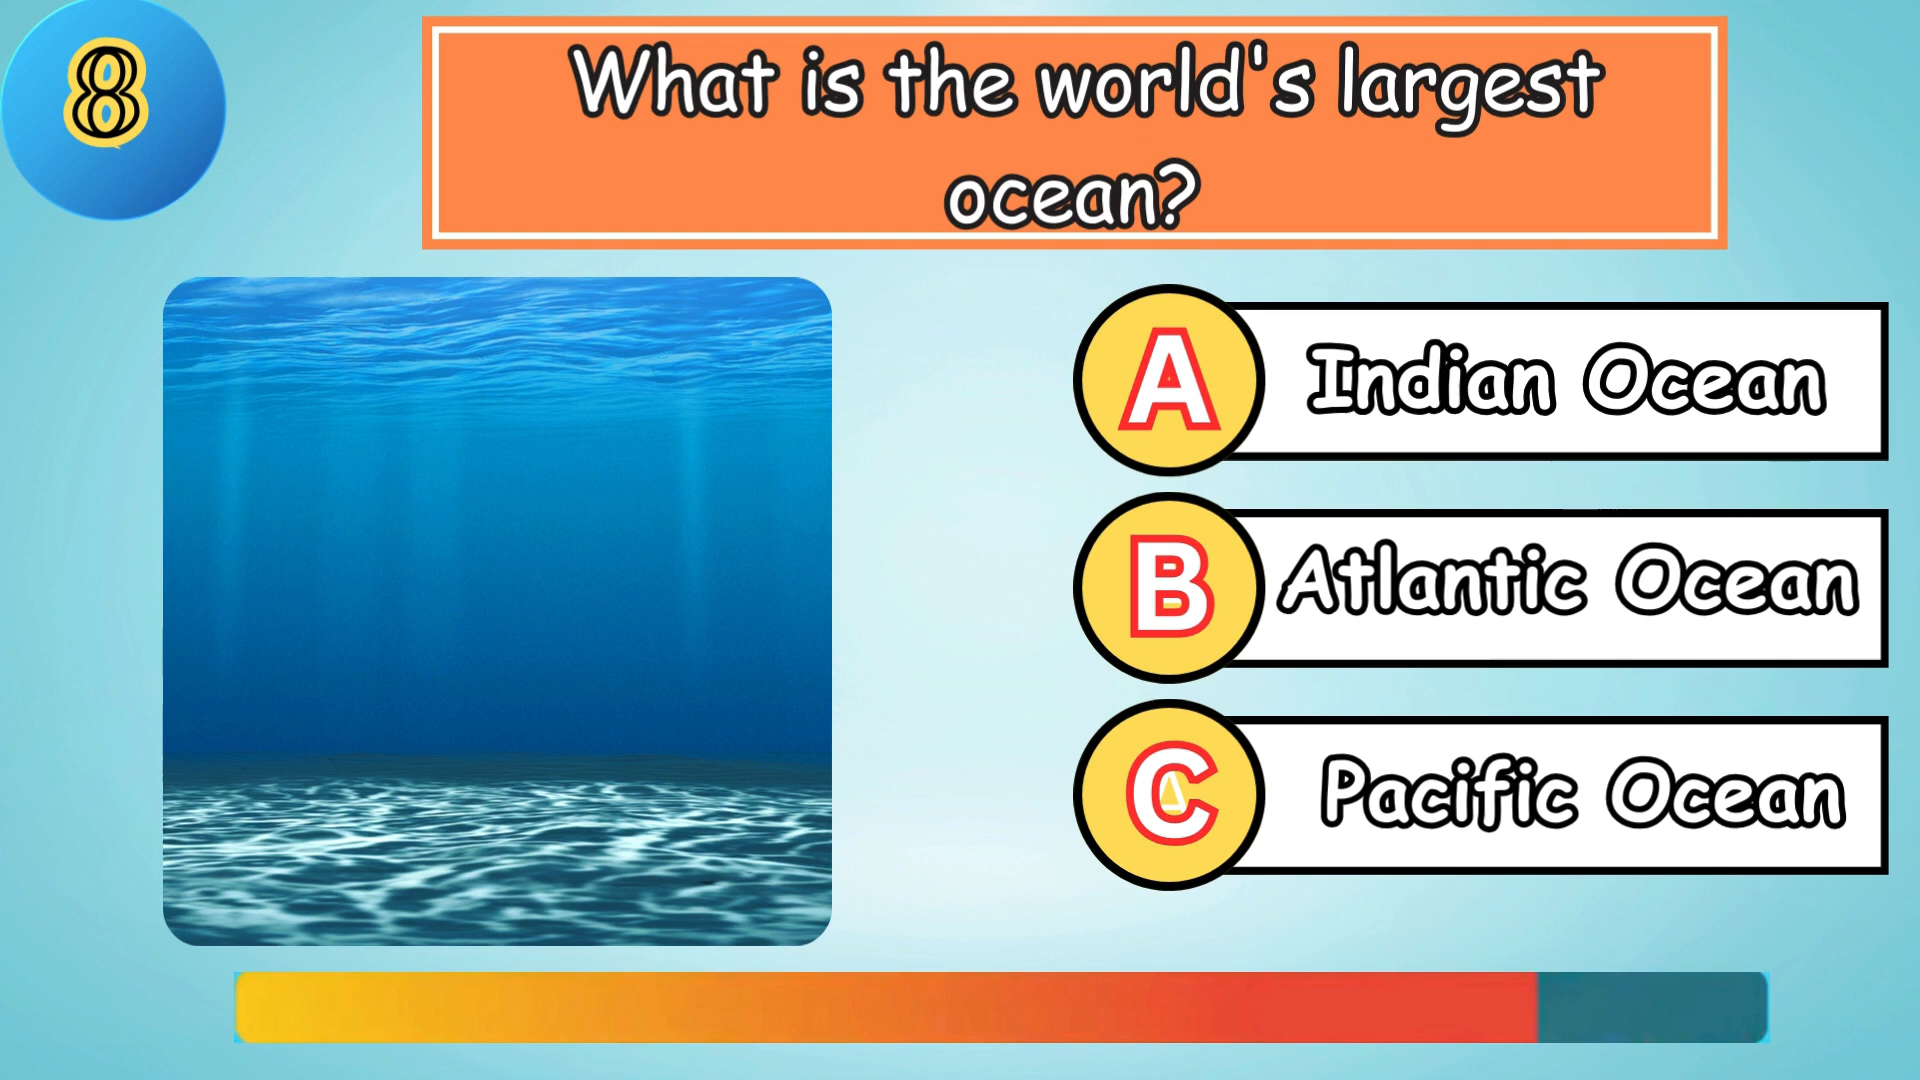 8
What is the world's largest
ocean?
A Indian Ocean
B Atlantic Ocean
C Pacific Ocean